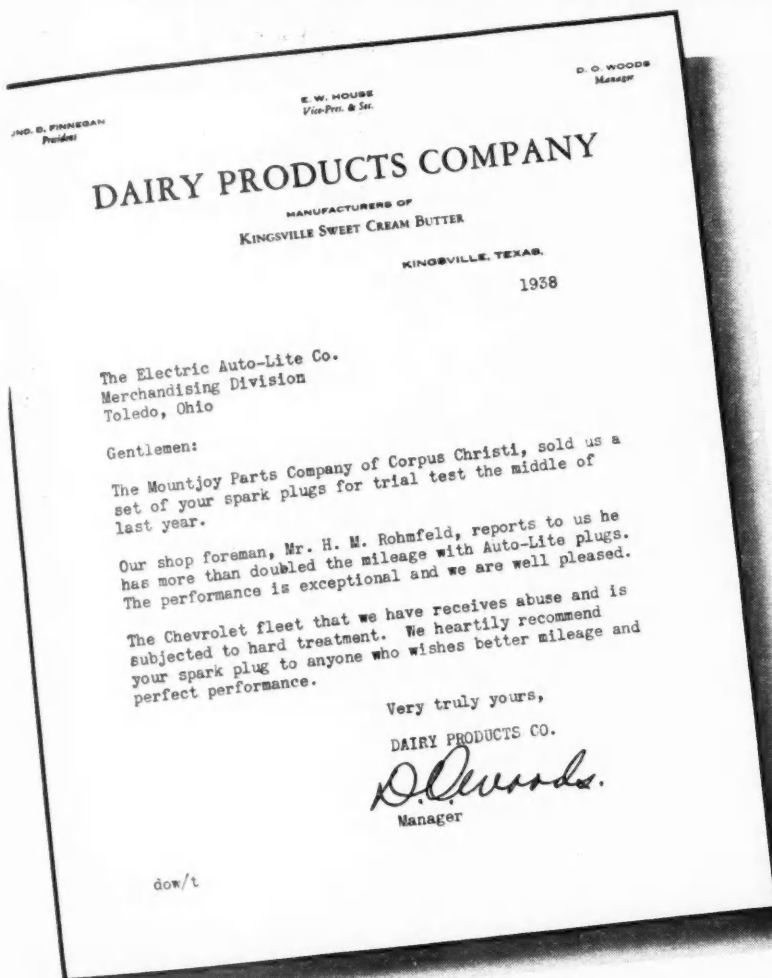 JNO. D. FINNEGAN
President
E. W. HOUSE
Vice-Pres. & Sec.
D. O. WOODS
Manager
DAIRY PRODUCTS COMPANY
MANUFACTURERS OF
KINGSVILLE SWEET CREAM BUTTER
KINGSVILLE, TEXAS,
1938
The Electric Auto-Lite Co.
Merchandising Division
Toledo, Ohio
Gentlemen:
The Mountjoy Parts Company of Corpus Christi, sold us a
set of your spark plugs for trial test the middle of
last year.
Our shop foreman, Mr. H. M. Rohmfeld, reports to us he
has more than doubled the mileage with Auto-Lite plugs.
The performance is exceptional and we are well pleased.
The Chevrolet fleet that we have receives abuse and is
subjected to hard treatment. We heartily recommend
your spark plug to anyone who wishes better mileage and
perfect performance.
Very truly yours,
DAIRY PRODUCTS CO.
D.O. Woods.
Manager
dow/t